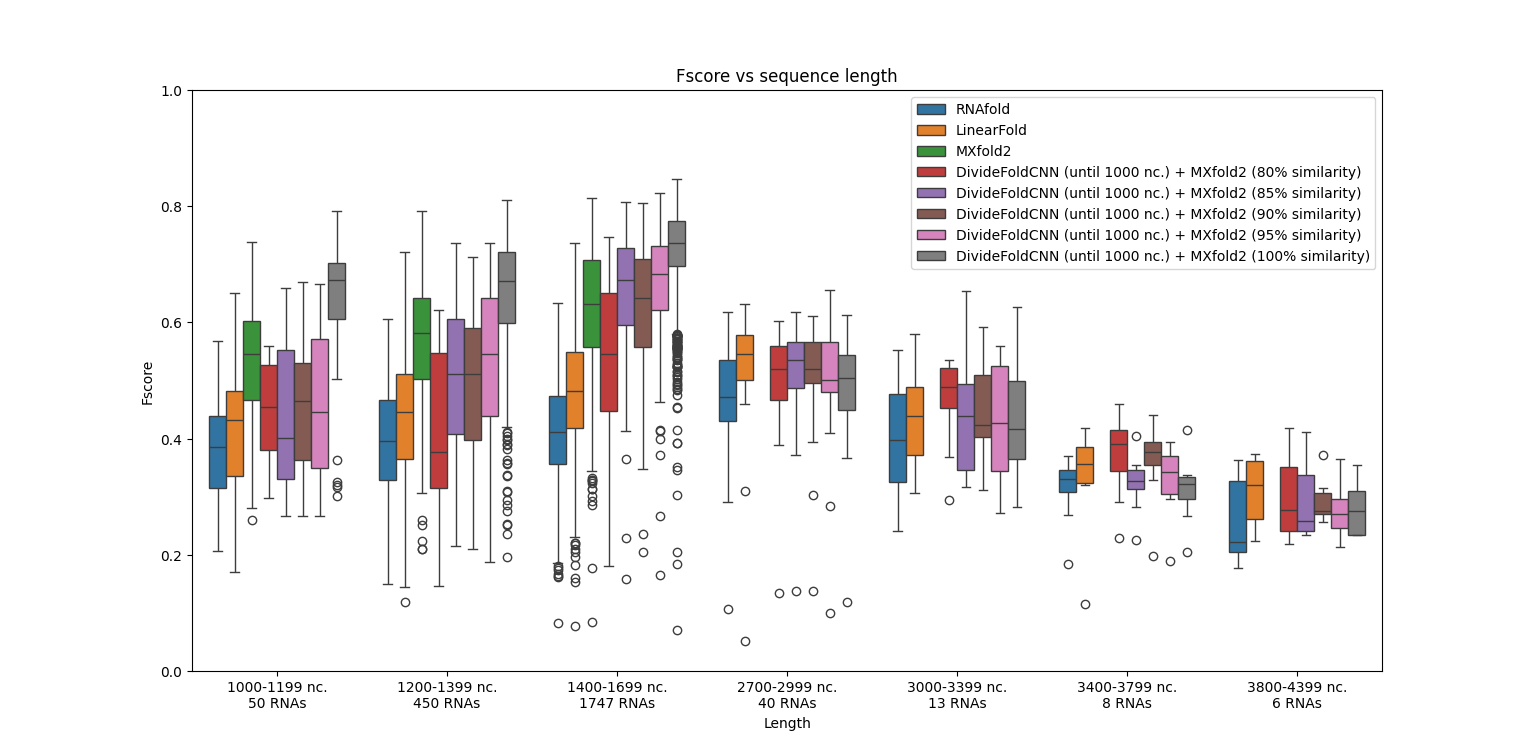 Fscore vs sequence length
RNAfold
LinearFold
MXfold2
DivideFoldCNN (until 1000 nc.) + MXfold2 (80% similarity)
DivideFoldCNN (until 1000 nc.) + MXfold2 (85% similarity)
DivideFoldCNN (until 1000 nc.) + MXfold2 (90% similarity)
DivideFoldCNN (until 1000 nc.) + MXfold2 (95% similarity)
DivideFoldCNN (until 1000 nc.) + MXfold2 (100% similarity)
Fscore
1.0
0.8
0.6
0.4
0.2
0.0
1000-1199 nc.
50 RNAs
1200-1399 nc.
450 RNAs
1400-1699 nc.
1747 RNAs
2700-2999 nc.
40 RNAs
3000-3399 nc.
13 RNAs
3400-3799 nc.
8 RNAs
3800-4399 nc.
6 RNAs
Length